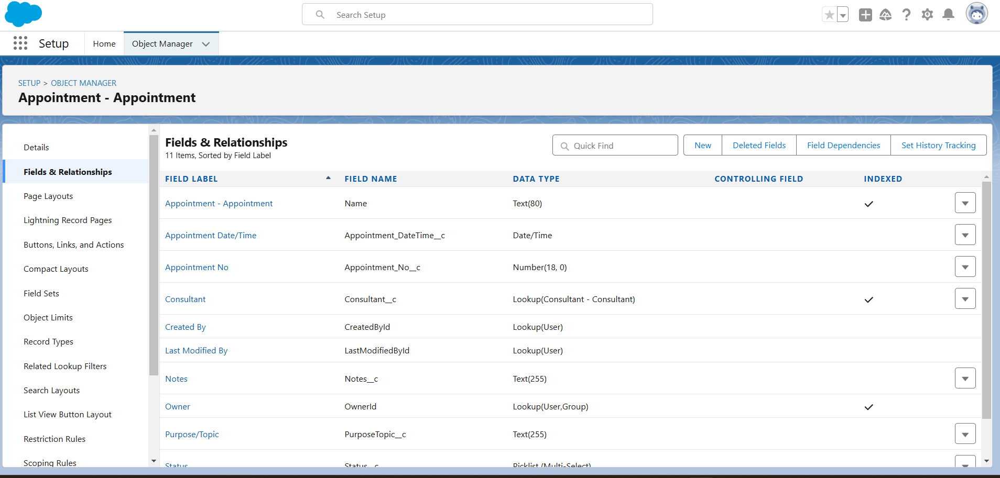 Search Setup
Setup
Home
Object Manager
SETUP > OBJECT MANAGER
Appointment - Appointment
Details
Fields & Relationships
Page Layouts
Lightning Record Pages
Buttons, Links, and Actions
Compact Layouts
Field Sets
Object Limits
Record Types
Related Lookup Filters
Search Layouts
List View Button Layout
Restriction Rules
Scoping Rules
Fields & Relationships
11 Items, Sorted by Field Label
Quick Find
New
Deleted Fields
Field Dependencies
Set History Tracking
FIELD LABEL FIELD NAME DATA TYPE CONTROLLING FIELD INDEXED
Appointment - Appointment Name Text(80)
Appointment Date/Time Appointment_DateTime__c Date/Time
Appointment No Appointment_No__c Number(18, 0)
Consultant Consultant__c Lookup(Consultant - Consultant)
Created By CreatedById Lookup(User)
Last Modified By LastModifiedById Lookup(User)
Notes Notes__c Text(255)
Owner OwnerId Lookup(User,Group)
Purpose/Topic PurposeTopic__c Text(255)
Status Status__c Picklist (Multi-Select)